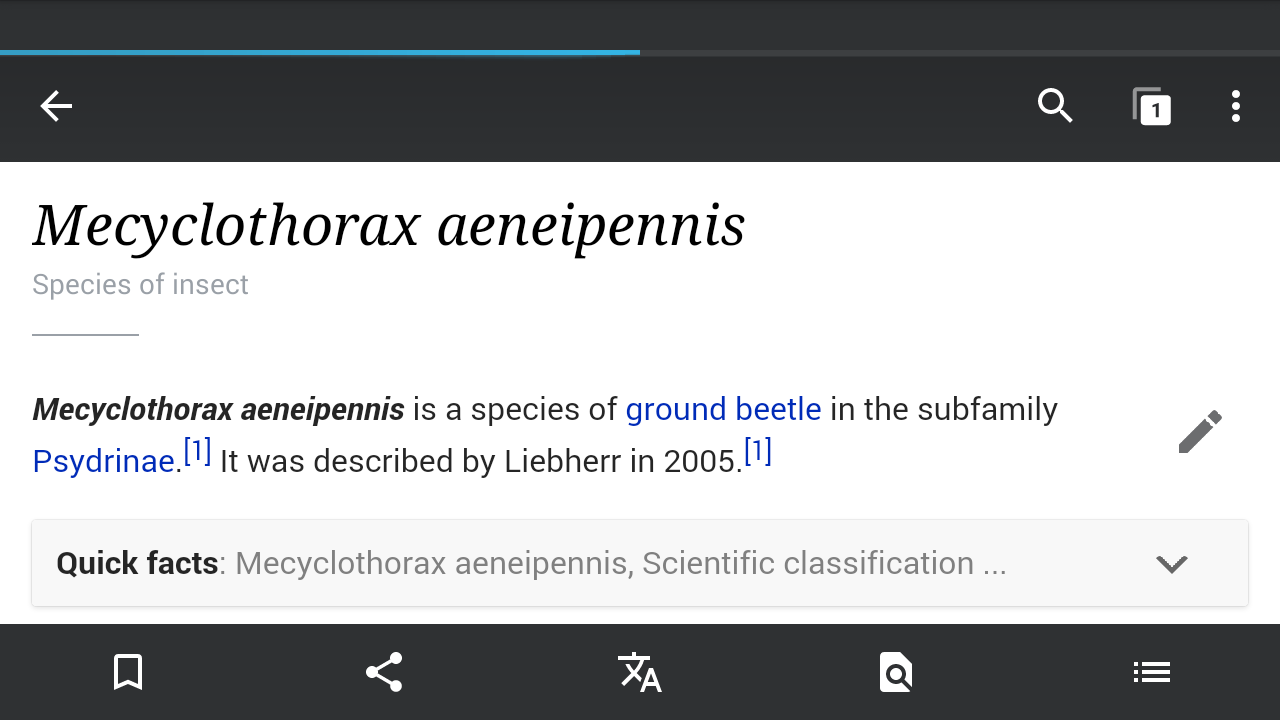 1
Mecyclothorax aeneipennis
Species of insect
Mecyclothorax aeneipennis is a species of ground beetle in the subfamily
Psydrinae.[1] It was described by Liebherr in 2005.[1]
Quick facts: Mecyclothorax aeneipennis, Scientific classification ...